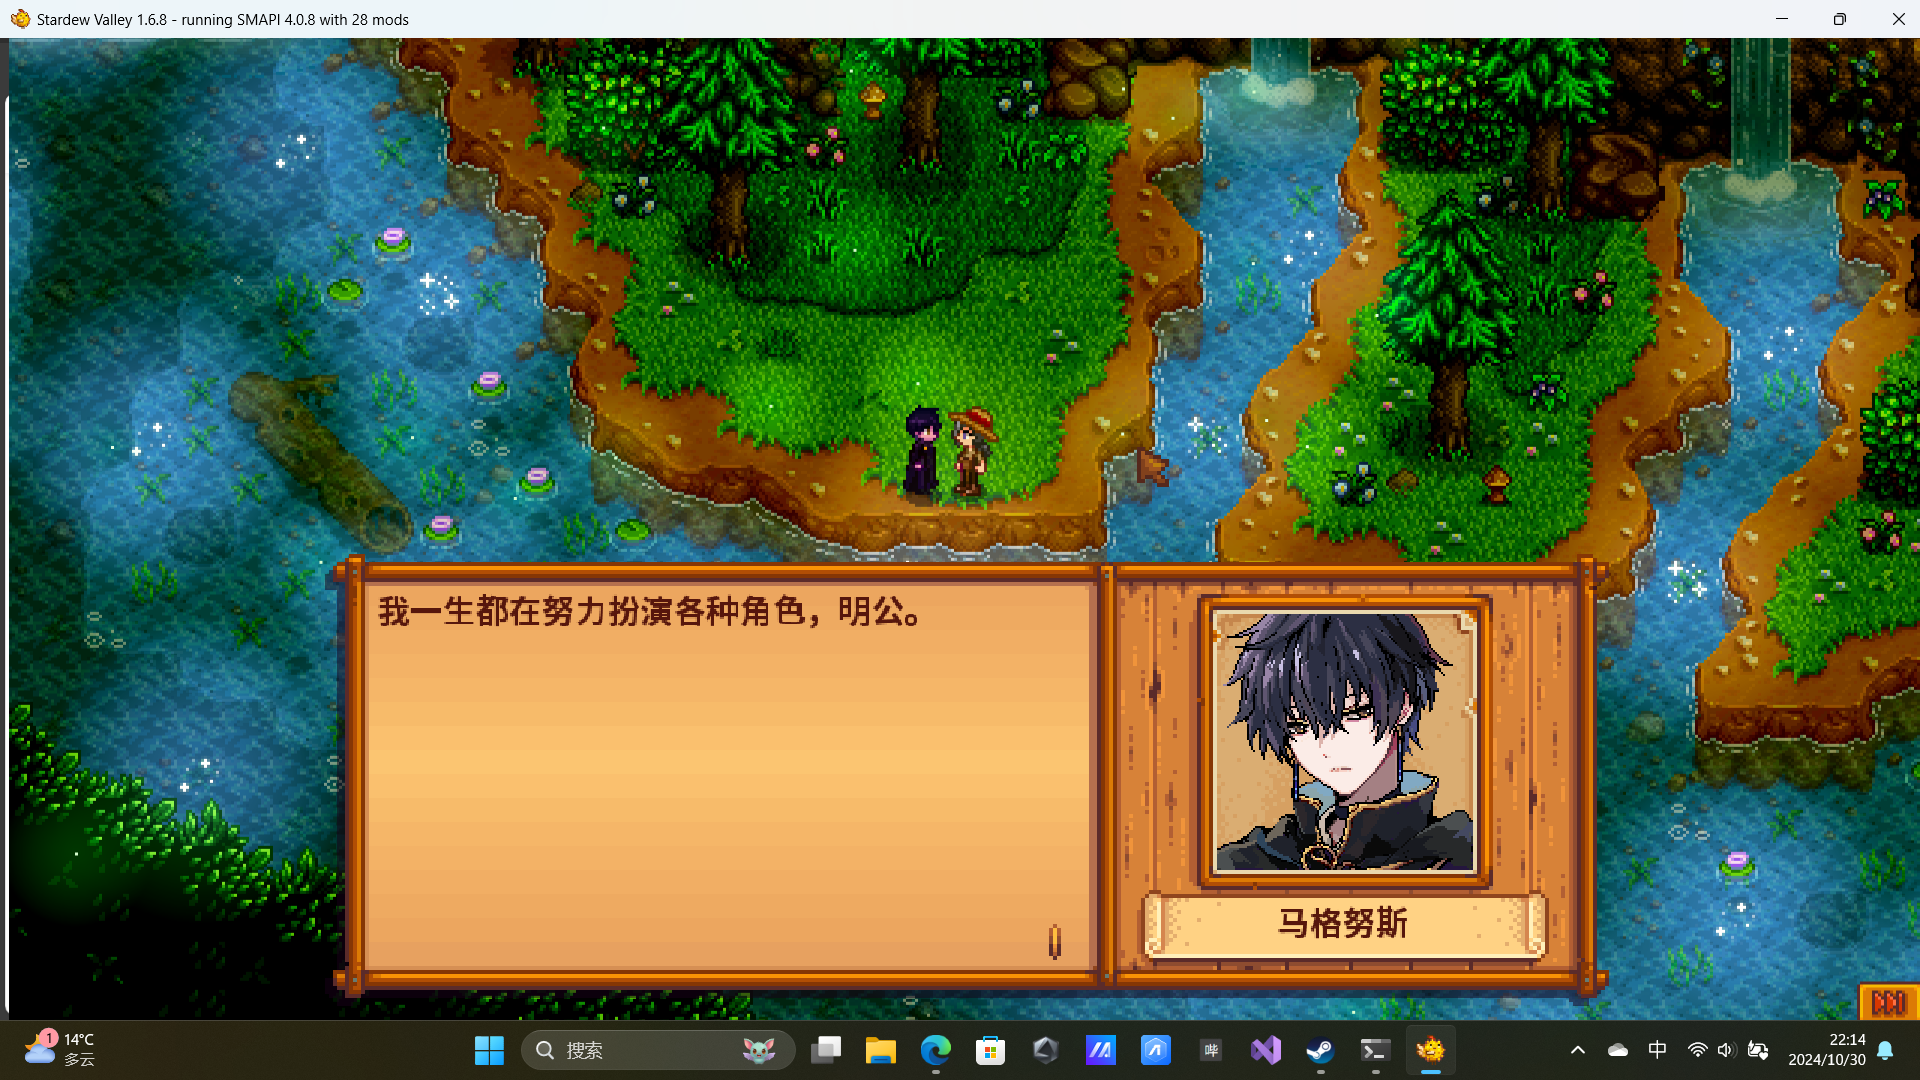 Stardew Valley 1.6.8 - running SMAPI 4.0.8 with 28 mods
我一生都在努力扮演各种角色，明公。
马格努斯
1
14°C
多云
搜索
哔
中
22:14
2024/10/30